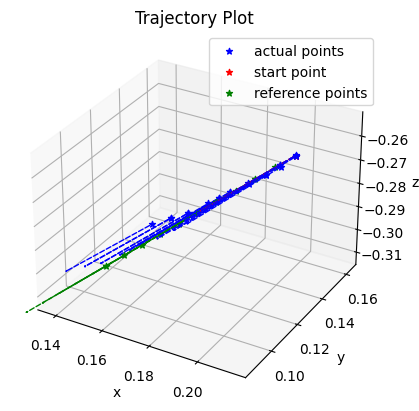 Trajectory Plot
actual points
start point
reference points
−0.26
−0.27
−0.28
z
−0.29
−0.30
−0.31
0.16
0.14
y
0.12
0.10
0.14
0.16
0.18
0.20
x